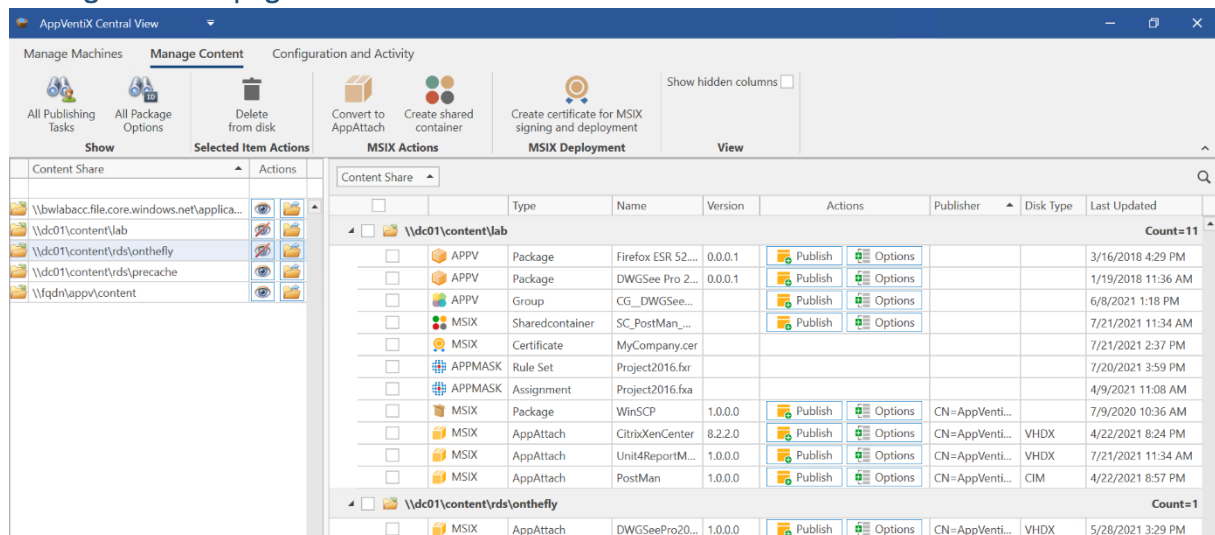 AppVentiX Central View
Manage Machines Manage Content Configuration and Activity
All Publishing Tasks
All Package Options
Show
Delete from disk
Selected Item Actions
Convert to AppAttach
Create shared container
MSIX Actions
Create certificate for MSIX signing and deployment
MSIX Deployment
Show hidden columns
View
Content Share Actions
\\bwlabacc.file.core.windows.net\applica...
\\dc01\content\lab
\\dc01\content\rds\onthefly
\\dc01\content\rds\precache
\\fqdn\appv\content
Content Share
Type Name Version Actions Publisher Disk Type Last Updated
\\dc01\content\lab Count=11
APPV Package Firefox ESR 52.... 0.0.0.1 Publish Options 3/16/2018 4:29 PM
APPV Package DWGSee Pro 2... 0.0.0.1 Publish Options 1/19/2018 11:36 AM
APPV Group CG__DWGSee... Publish Options 6/8/2021 1:18 PM
MSIX Sharedcontainer SC_PostMan_... Publish Options 7/21/2021 11:34 AM
MSIX Certificate MyCompany.cer 7/21/2021 2:37 PM
APPMASK Rule Set Project2016.fxr 7/20/2021 3:59 PM
APPMASK Assignment Project2016.fxa 4/9/2021 11:08 AM
MSIX Package WinSCP 1.0.0.0 Publish Options CN=AppVenti... 7/9/2020 10:36 AM
MSIX AppAttach CitrixXenCenter 8.2.2.0 Publish Options CN=AppVenti... VHDX 4/22/2021 8:24 PM
MSIX AppAttach Unit4ReportM... 1.0.0.0 Publish Options CN=AppVenti... VHDX 7/21/2021 11:34 AM
MSIX AppAttach PostMan 1.0.0.0 Publish Options CN=AppVenti... CIM 4/22/2021 8:57 PM
\\dc01\content\rds\onthefly Count=1
MSIX AppAttach DWGSeePro20... 1.0.0.0 Publish Options CN=AppVenti... VHDX 5/28/2021 3:29 PM